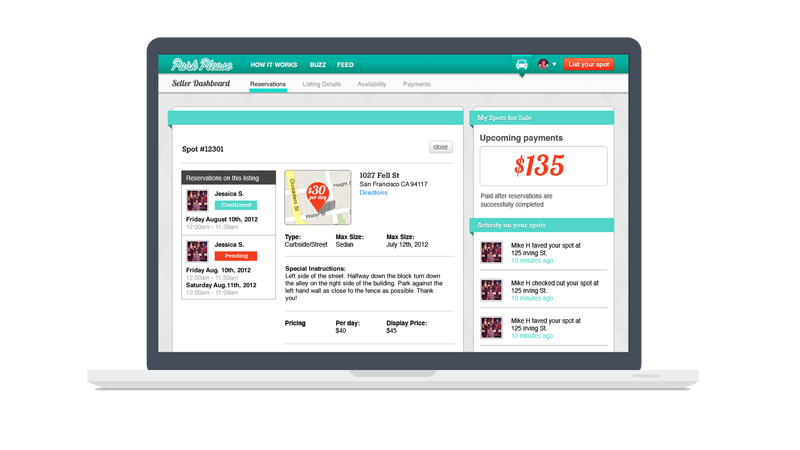 Park Please
HOW IT WORKS
BUZZ
FEED
List your spot
Seller Dashboard
Reservations
Listing Details
Availability
Payments
Spot #12301
close
Reservations on this listing
Jessica S.
Confirmed
Friday August 10th, 2012
12:00am - 11:59am
Jessica S.
Pending
Friday Aug. 10th, 2012
12:00am - 11:59am
Saturday Aug.11th, 2012
12:00am - 11:59am
Divisadero St
Haight
Waller St
$30
per day
1027 Fell St
San Francisco CA 94117
Directions
Type:
Curbside/Street
Max Size:
Sedan
Max Size:
July 12th, 2012
Special Instructions:
Left side of the street. Halfway down the block turn down
the alley on the right side of the building. Park against the
left hand wall as close to the fence as possible. Thank
you!
Pricing
Per day:
$40
Display Price:
$45
My Spots for Sale
Upcoming payments
$135
Paid after reservations are
successfully completed
Activity on your spots
Mike H faved your spot at
125 irving St.
10 minutes ago
Mike H checked out your spot at
125 Irving St.
10 minutes ago
Mike H faved your spot at
125 Irving St.
10 minutes ago